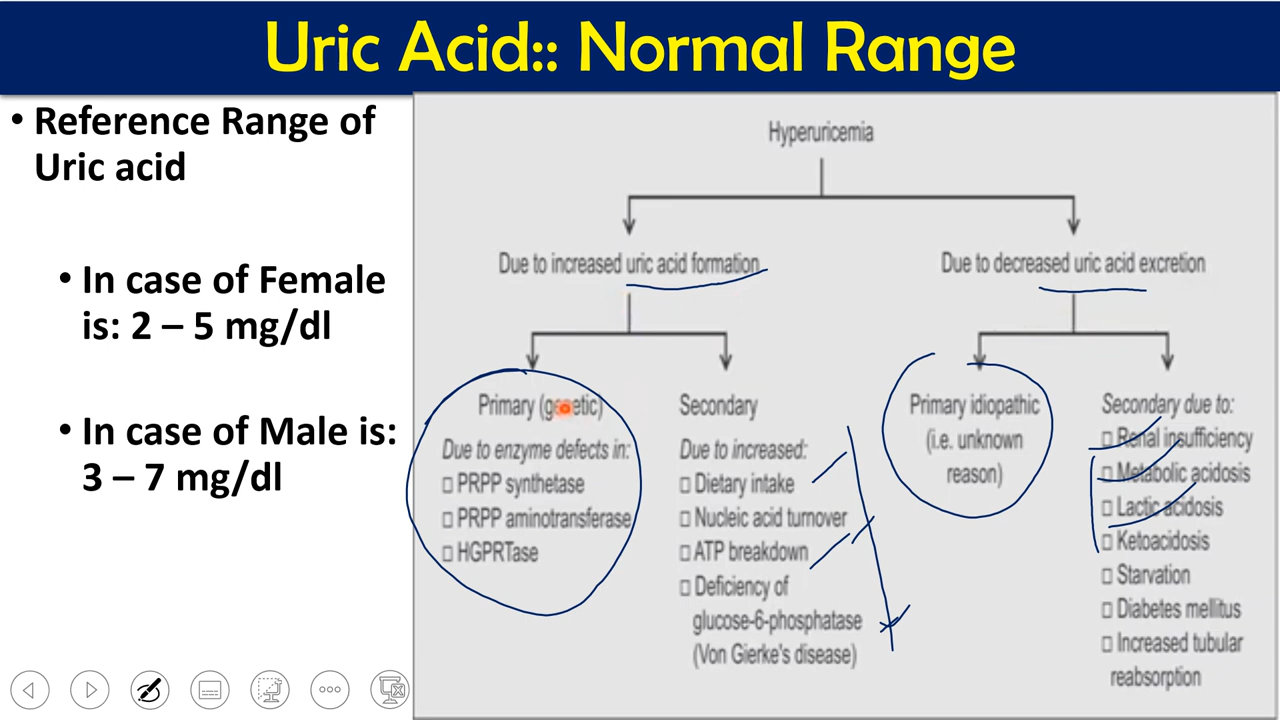 Uric Acid:: Normal Range
• Reference Range of
Uric acid
• In case of Female
is: 2 – 5 mg/dl
• In case of Male is:
3 – 7 mg/dl
Hyperuricemia
Due to increased uric acid formation
Due to decreased uric acid excretion
Primary (genetic)
Due to enzyme defects in:
□ PRPP synthetase
□ PRPP aminotransferase
□ HGPRTase
Secondary
Due to increased:
□ Dietary intake
□ Nucleic acid turnover
□ ATP breakdown
□ Deficiency of
glucose-6-phosphatase
(Von Gierke's disease)
Primary idiopathic
(i.e. unknown
reason)
Secondary due to:
□ Renal insufficiency
□ Metabolic acidosis
□ Lactic acidosis
□ Ketoacidosis
□ Starvation
□ Diabetes mellitus
□ Increased tubular
reabsorption